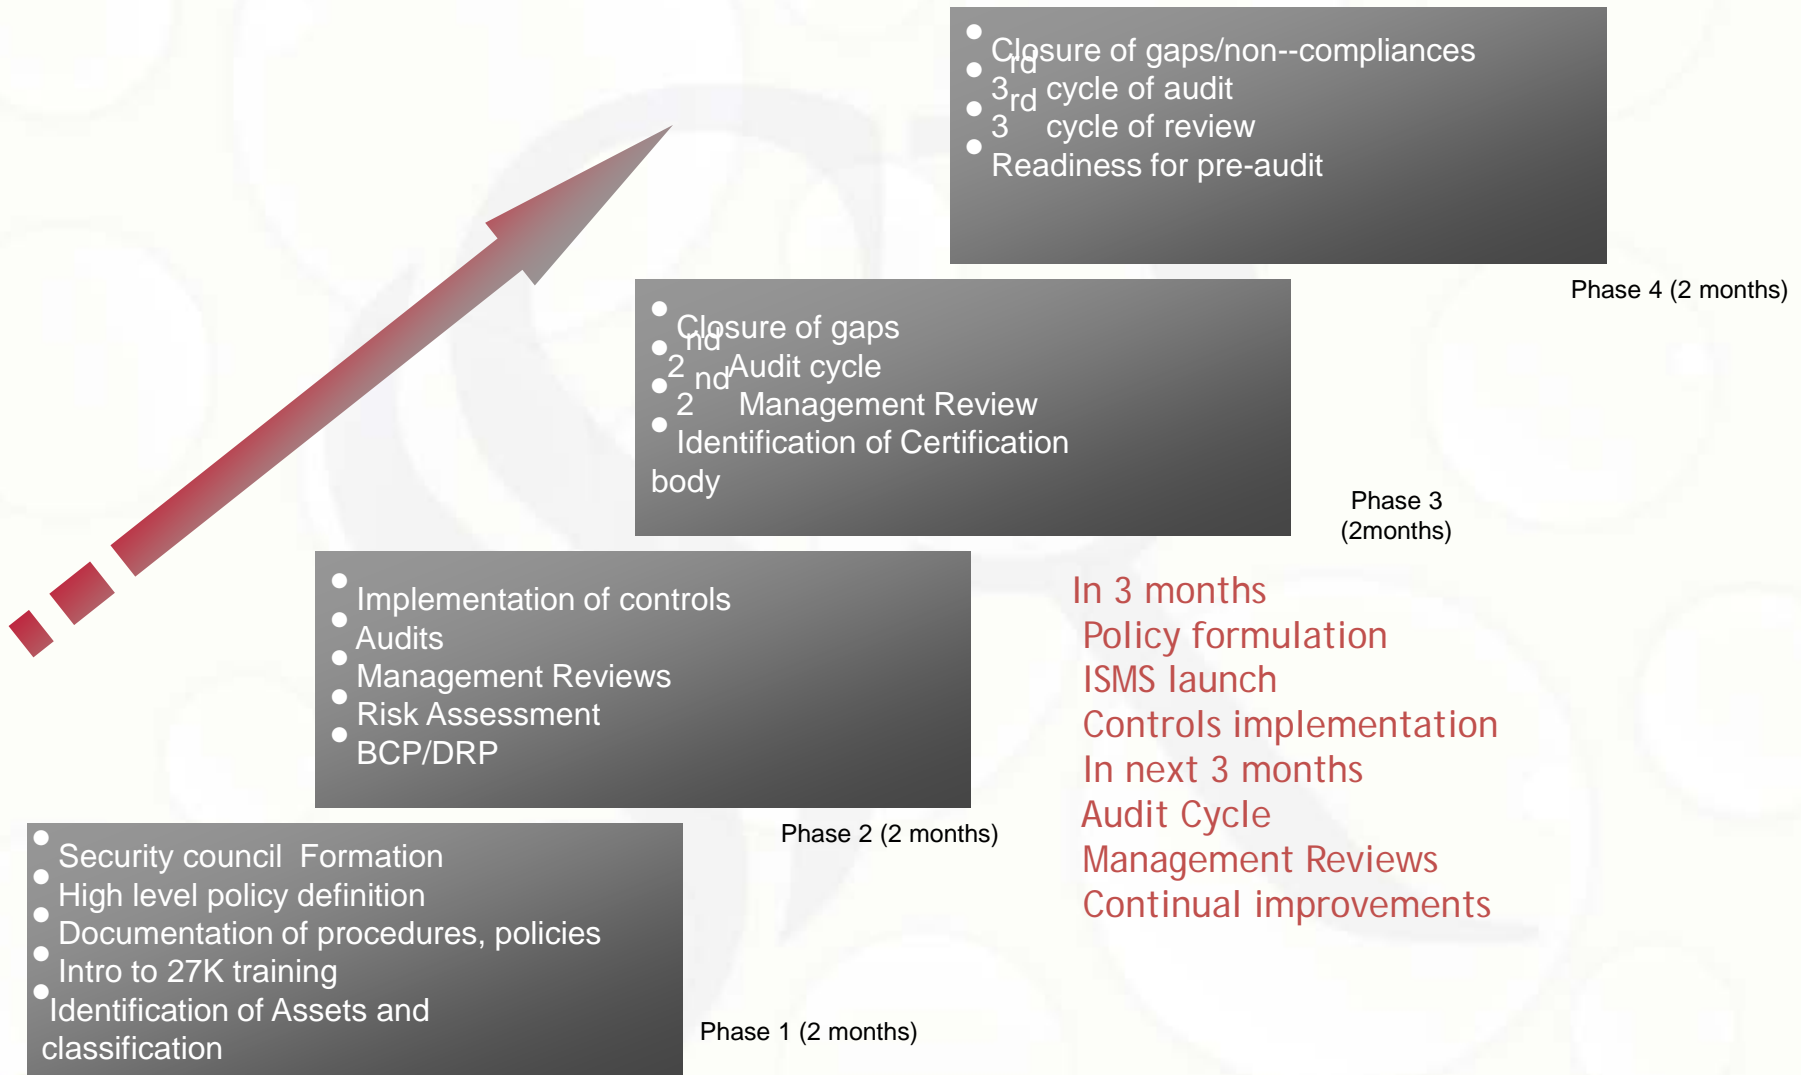 • Closure of gaps/non--compliances
• 3rd cycle of audit
• 3rd cycle of review
• Readiness for pre-audit
Phase 4 (2 months)
• Closure of gaps
• 2nd Audit cycle
• 2nd Management Review
• Identification of Certification
body
Phase 3
(2months)
• Implementation of controls
• Audits
• Management Reviews
• Risk Assessment
• BCP/DRP
Phase 2 (2 months)
• Security council  Formation
• High level policy definition
• Documentation of procedures, policies
• Intro to 27K training
• Identification of Assets and
classification
Phase 1 (2 months)
In 3 months
Policy formulation
ISMS launch
Controls implementation
In next 3 months
Audit Cycle
Management Reviews
Continual improvements